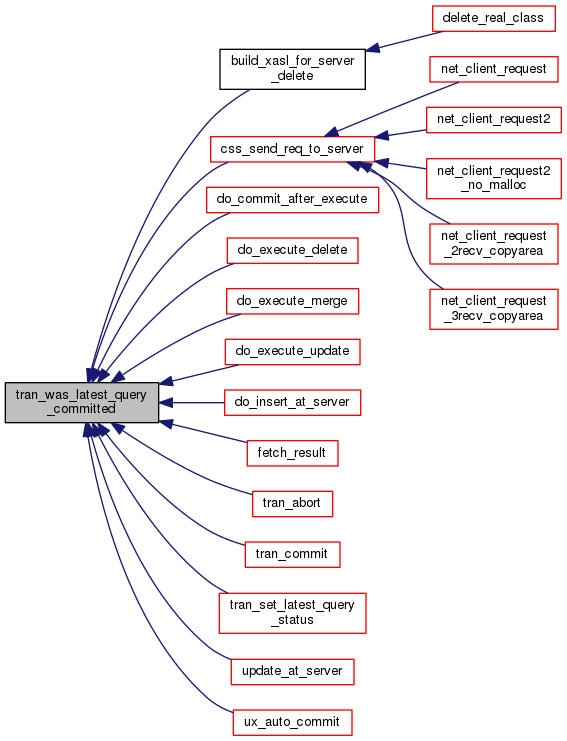 delete_real_class
build_xasl_for_server
_delete
net_client_request
net_client_request2
css_send_req_to_server
net_client_request2
_no_malloc
do_commit_after_execute
net_client_request
_2recv_copyarea
do_execute_delete
do_execute_merge
net_client_request
_3recv_copyarea
do_execute_update
tran_was_latest_query
_committed
do_insert_at_server
fetch_result
tran_abort
tran_commit
tran_set_latest_query
_status
update_at_server
ux_auto_commit